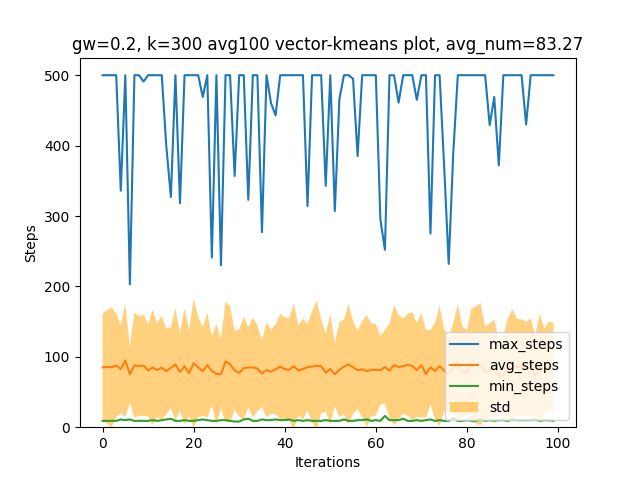 gw=0.2, k=300 avg100 vector-kmeans plot, avg_num=83.27
500
400
300
200
100
0
Steps
max_steps
avg_steps
min_steps
std
0
20
40
60
80
100
Iterations